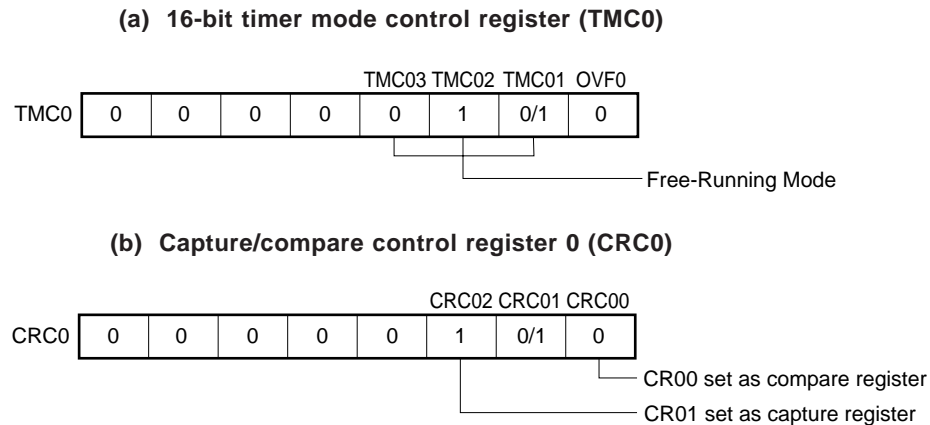 (a) 16-bit timer mode control register (TMC0)
TMC03 TMC02 TMC01 OVF0
TMC0 0 0 0 0 0 1 0/1 0
Free-Running Mode
(b) Capture/compare control register 0 (CRC0)
CRC02 CRC01 CRC00
CRC0 0 0 0 0 0 1 0/1 0
CR00 set as compare register
CR01 set as capture register